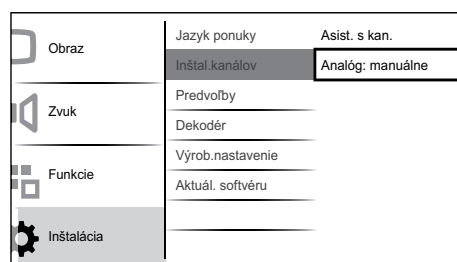 Obraz
Zvuk
Funkcie
Inštalácia
Jazyk ponuky
Inštal.kanálov
Predvoľby
Dekodér
Výrob.nastavenie
Aktuál. softvéru
Asist. s kan.
Analóg: manuálne